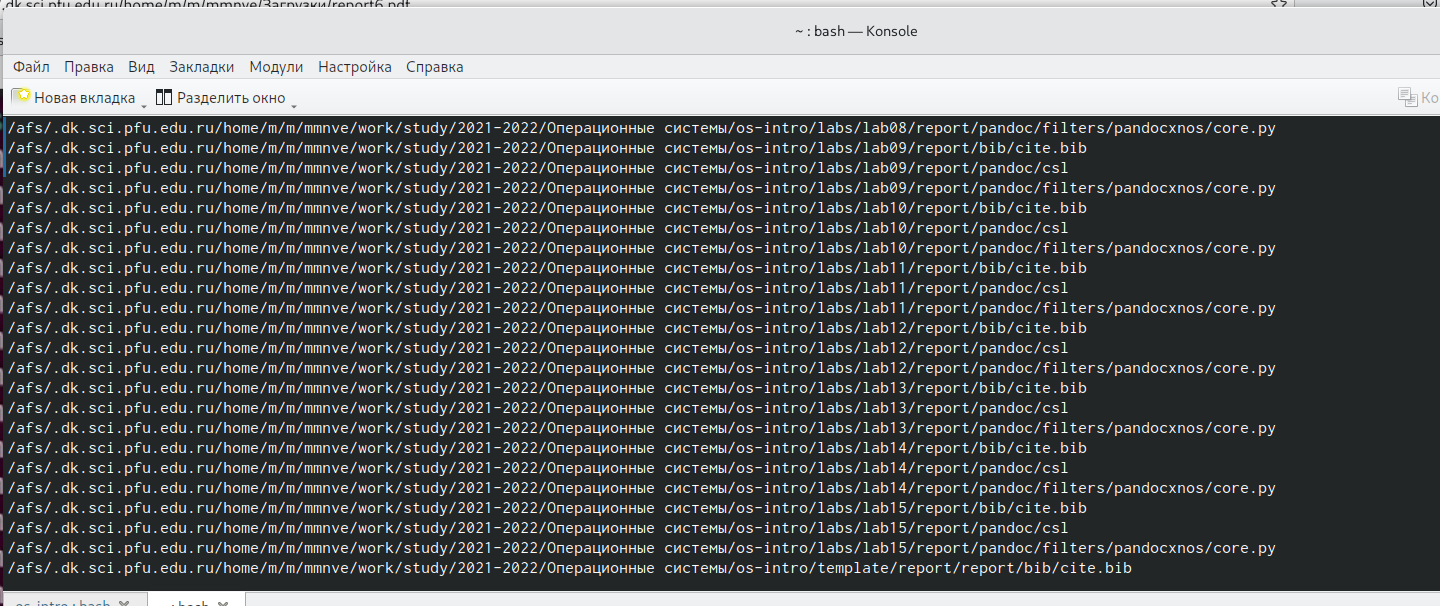 .dk.sci.pfu.edu.ru/home/m/m/mmnve/Загрузки/report6.pdf
~ : bash — Konsole
Файл Правка Вид Закладки Модули Настройка Справка
Новая вкладка Разделить окно Ко
/afs/.dk.sci.pfu.edu.ru/home/m/m/mmnve/work/study/2021-2022/Операционные системы/os-intro/labs/lab08/report/pandoc/filters/pandocxnos/core.py
/afs/.dk.sci.pfu.edu.ru/home/m/m/mmnve/work/study/2021-2022/Операционные системы/os-intro/labs/lab09/report/bib/cite.bib
/afs/.dk.sci.pfu.edu.ru/home/m/m/mmnve/work/study/2021-2022/Операционные системы/os-intro/labs/lab09/report/pandoc/csl
/afs/.dk.sci.pfu.edu.ru/home/m/m/mmnve/work/study/2021-2022/Операционные системы/os-intro/labs/lab09/report/pandoc/filters/pandocxnos/core.py
/afs/.dk.sci.pfu.edu.ru/home/m/m/mmnve/work/study/2021-2022/Операционные системы/os-intro/labs/lab10/report/bib/cite.bib
/afs/.dk.sci.pfu.edu.ru/home/m/m/mmnve/work/study/2021-2022/Операционные системы/os-intro/labs/lab10/report/pandoc/csl
/afs/.dk.sci.pfu.edu.ru/home/m/m/mmnve/work/study/2021-2022/Операционные системы/os-intro/labs/lab10/report/pandoc/filters/pandocxnos/core.py
/afs/.dk.sci.pfu.edu.ru/home/m/m/mmnve/work/study/2021-2022/Операционные системы/os-intro/labs/lab11/report/bib/cite.bib
/afs/.dk.sci.pfu.edu.ru/home/m/m/mmnve/work/study/2021-2022/Операционные системы/os-intro/labs/lab11/report/pandoc/csl
/afs/.dk.sci.pfu.edu.ru/home/m/m/mmnve/work/study/2021-2022/Операционные системы/os-intro/labs/lab11/report/pandoc/filters/pandocxnos/core.py
/afs/.dk.sci.pfu.edu.ru/home/m/m/mmnve/work/study/2021-2022/Операционные системы/os-intro/labs/lab12/report/bib/cite.bib
/afs/.dk.sci.pfu.edu.ru/home/m/m/mmnve/work/study/2021-2022/Операционные системы/os-intro/labs/lab12/report/pandoc/csl
/afs/.dk.sci.pfu.edu.ru/home/m/m/mmnve/work/study/2021-2022/Операционные системы/os-intro/labs/lab12/report/pandoc/filters/pandocxnos/core.py
/afs/.dk.sci.pfu.edu.ru/home/m/m/mmnve/work/study/2021-2022/Операционные системы/os-intro/labs/lab13/report/bib/cite.bib
/afs/.dk.sci.pfu.edu.ru/home/m/m/mmnve/work/study/2021-2022/Операционные системы/os-intro/labs/lab13/report/pandoc/csl
/afs/.dk.sci.pfu.edu.ru/home/m/m/mmnve/work/study/2021-2022/Операционные системы/os-intro/labs/lab13/report/pandoc/filters/pandocxnos/core.py
/afs/.dk.sci.pfu.edu.ru/home/m/m/mmnve/work/study/2021-2022/Операционные системы/os-intro/labs/lab14/report/bib/cite.bib
/afs/.dk.sci.pfu.edu.ru/home/m/m/mmnve/work/study/2021-2022/Операционные системы/os-intro/labs/lab14/report/pandoc/csl
/afs/.dk.sci.pfu.edu.ru/home/m/m/mmnve/work/study/2021-2022/Операционные системы/os-intro/labs/lab14/report/pandoc/filters/pandocxnos/core.py
/afs/.dk.sci.pfu.edu.ru/home/m/m/mmnve/work/study/2021-2022/Операционные системы/os-intro/labs/lab15/report/bib/cite.bib
/afs/.dk.sci.pfu.edu.ru/home/m/m/mmnve/work/study/2021-2022/Операционные системы/os-intro/labs/lab15/report/pandoc/csl
/afs/.dk.sci.pfu.edu.ru/home/m/m/mmnve/work/study/2021-2022/Операционные системы/os-intro/labs/lab15/report/pandoc/filters/pandocxnos/core.py
/afs/.dk.sci.pfu.edu.ru/home/m/m/mmnve/work/study/2021-2022/Операционные системы/os-intro/template/report/report/bib/cite.bib
os-intro : bash : bash